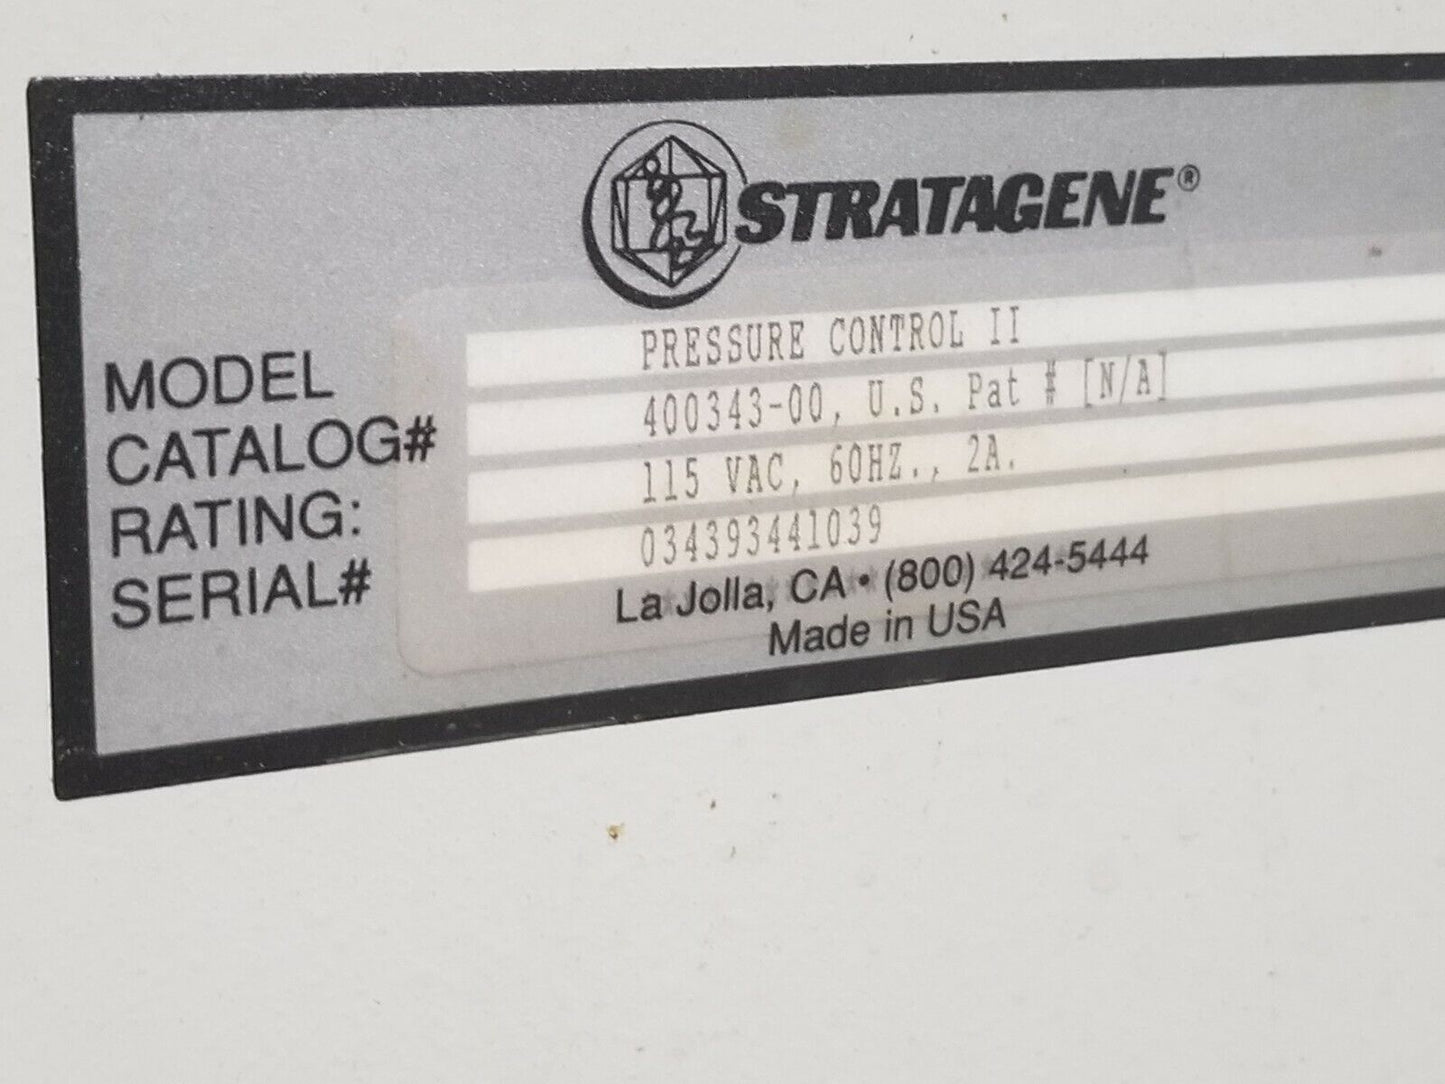 STRATAGENE®
MODEL PRESSURE CONTROL II
CATALOG# 400343-00, U.S. Pat # [N/A]
RATING: 115 VAC, 60HZ., 2A.
SERIAL# 034393441039
La Jolla, CA • (800) 424-5444
Made in USA